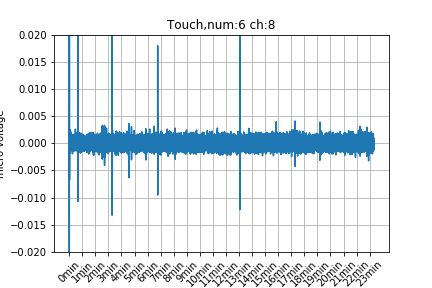 Touch,num:6 ch:8
0.020
0.015
0.010
0.005
0.000
−0.005
−0.010
−0.015
−0.020
micro voltage
0min
1min
2min
3min
4min
5min
6min
7min
8min
9min
10min
11min
12min
13min
14min
15min
16min
17min
18min
19min
20min
21min
22min
23min